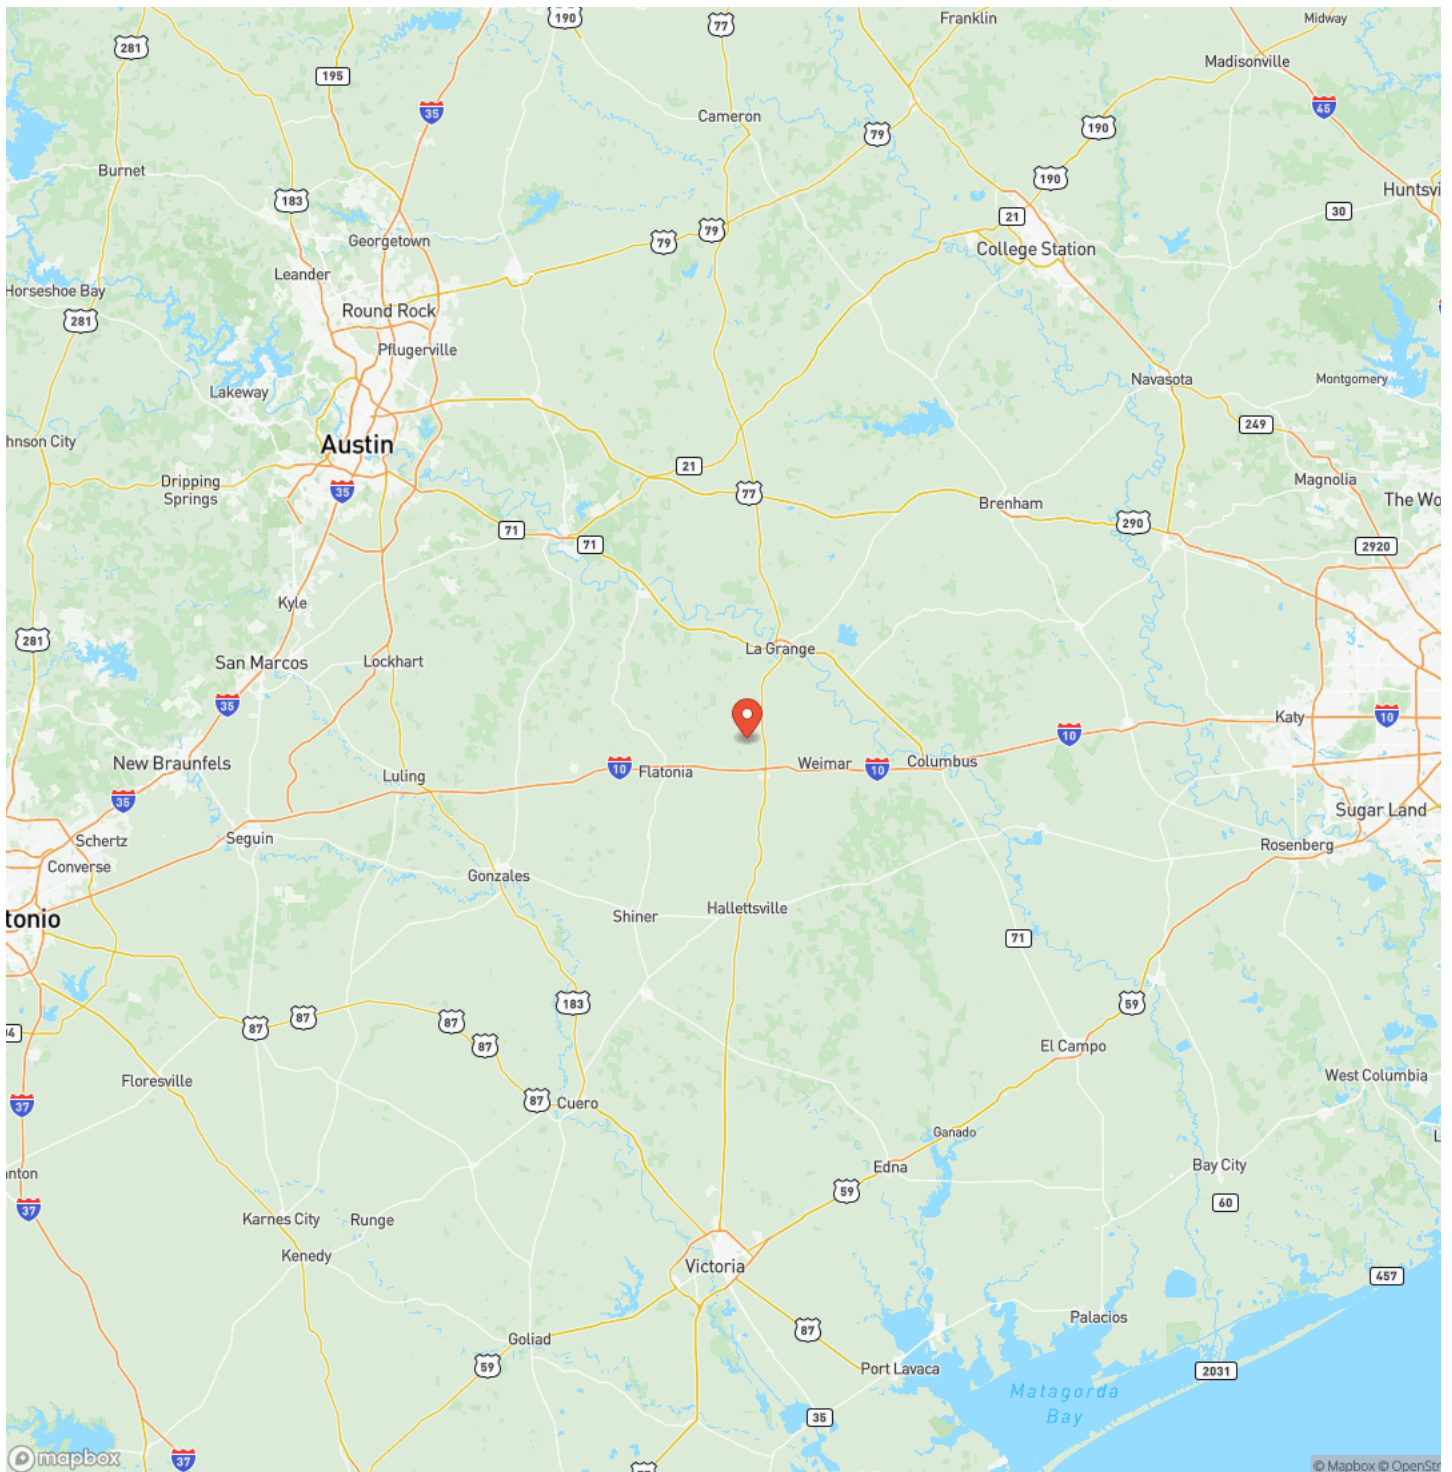 190
77
Franklin
Midway
281
Madisonville
195
35
45
Cameron
79
190
Burnet
190
183
Huntsvi
30
21
79
79
Georgetown
College Station
Leander
Horseshoe Bay
281
Round Rock
Pflugerville
Navasota
Montgomery
Lakeway
249
hnson City
Austin
21
Dripping
Springs
Magnolia
35
77
The Wo
Brenham
71
290
71
2920
Kyle
281
La Grange
San Marcos
Lockhart
35
Katy
10
10
New Braunfels
10
Flatonia
Weimar
10
Columbus
Luling
35
Sugar Land
Schertz
Seguin
Rosenberg
Converse
Gonzales
Shiner
Hallettsville
tonio
71
183
59
87
87
87
87
El Campo
Floresville
West Columbia
87
Cuero
37
Ganado
L
Edna
Bay City
nton
59
60
37
Karnes City
Runge
Kenedy
Victoria
457
Palacios
87
Goliad
59
Port Lavaca
2031
Matagorda
Bay
35
mapbox
37
77
© Mapbox © OpenStr